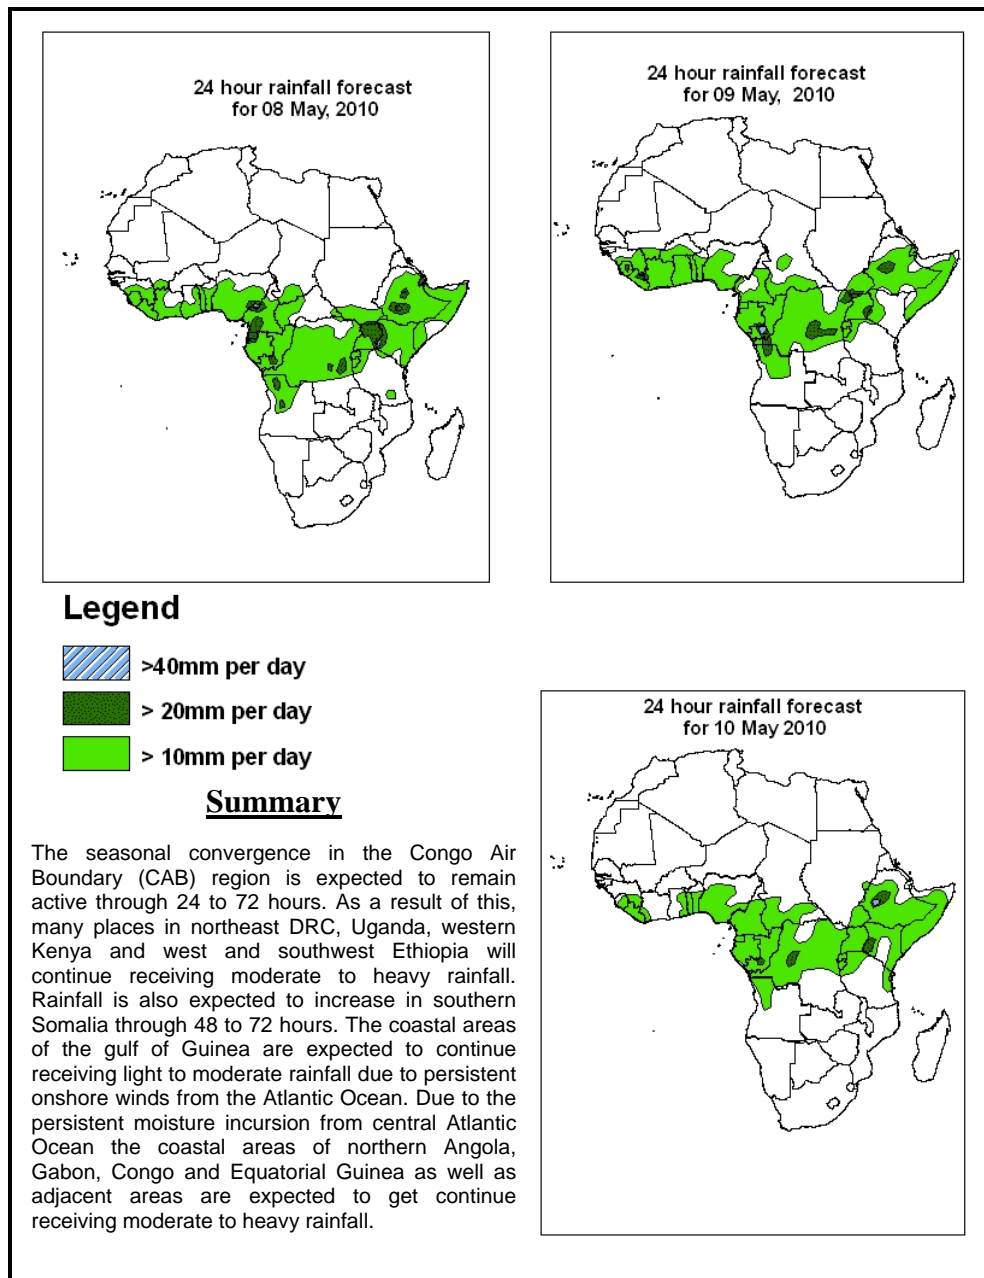 24 hour rainfall forecast
for 08 May, 2010
24 hour rainfall forecast
for 09 May,  2010
Legend
>40mm per day
> 20mm per day
> 10mm per day
Summary
The seasonal convergence in the Congo Air
Boundary (CAB) region is expected to remain
active through 24 to 72 hours. As a result of this,
many places in northeast DRC, Uganda, western
Kenya and west and southwest Ethiopia will
continue receiving moderate to heavy rainfall.
Rainfall is also expected to increase in southern
Somalia through 48 to 72 hours. The coastal areas
of the gulf of Guinea are expected to continue
receiving light to moderate rainfall due to persistent
onshore winds from the Atlantic Ocean. Due to the
persistent moisture incursion from central Atlantic
Ocean the coastal areas of northern Angola,
Gabon, Congo and Equatorial Guinea as well as
adjacent areas are expected to get continue
receiving moderate to heavy rainfall.
24 hour rainfall forecast
for 10 May 2010